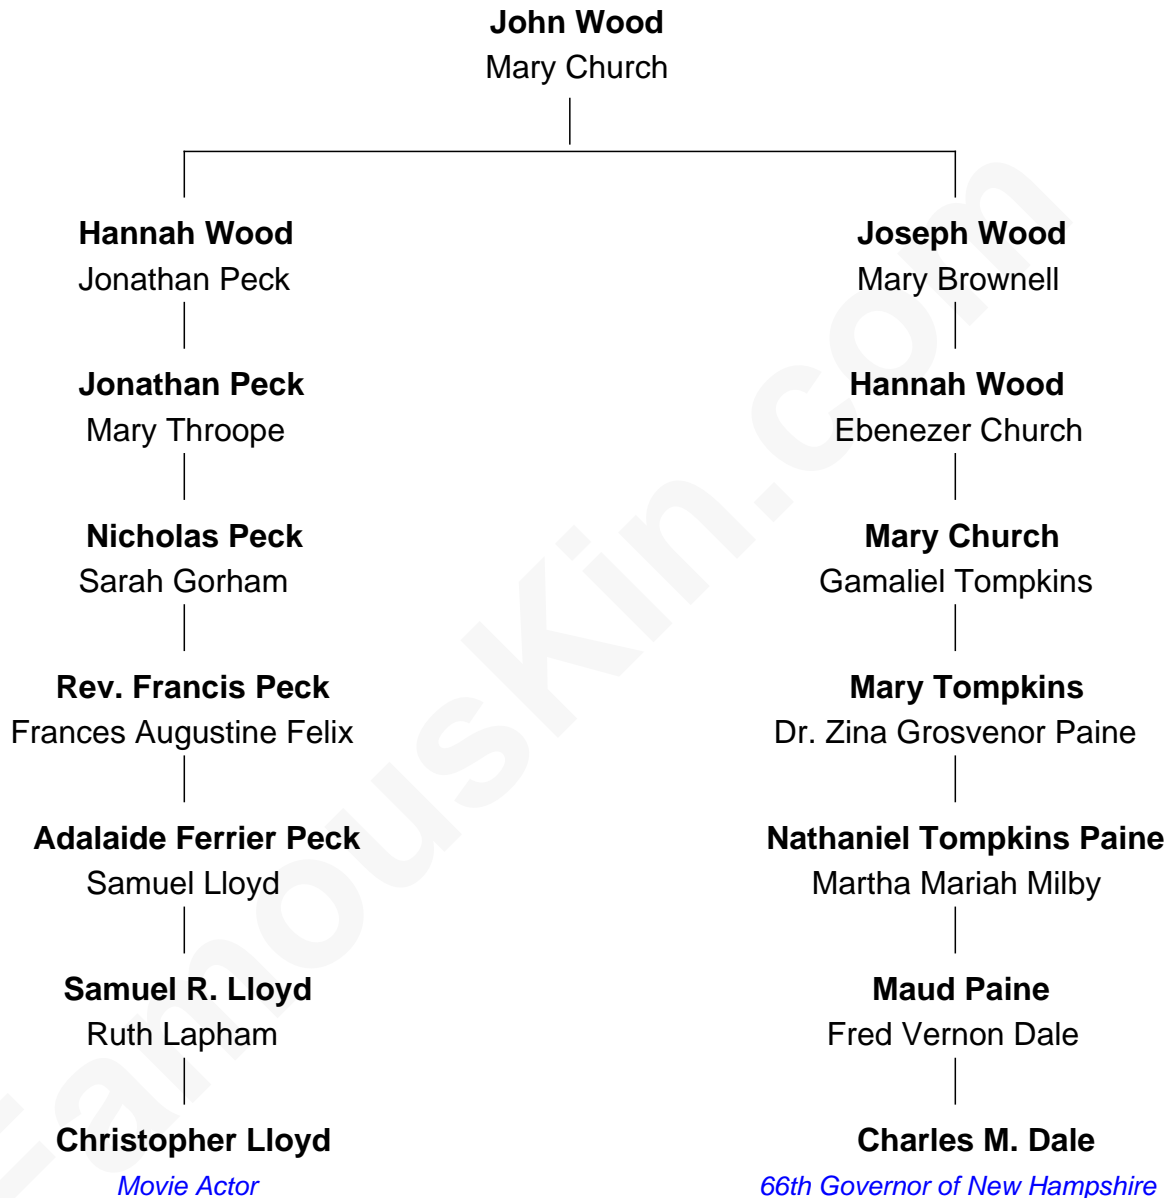 John Wood
Mary Church
Hannah Wood
Jonathan Peck
Joseph Wood
Mary Brownell
Jonathan Peck
Mary Throope
Hannah Wood
Ebenezer Church
Nicholas Peck
Sarah Gorham
Mary Church
Gamaliel Tompkins
Rev. Francis Peck
Frances Augustine Felix
Mary Tompkins
Dr. Zina Grosvenor Paine
Adalaide Ferrier Peck
Samuel Lloyd
Nathaniel Tompkins Paine
Martha Mariah Milby
Samuel R. Lloyd
Ruth Lapham
Maud Paine
Fred Vernon Dale
Christopher Lloyd
Movie Actor
Charles M. Dale
66th Governor of New Hampshire
FamousKin.com